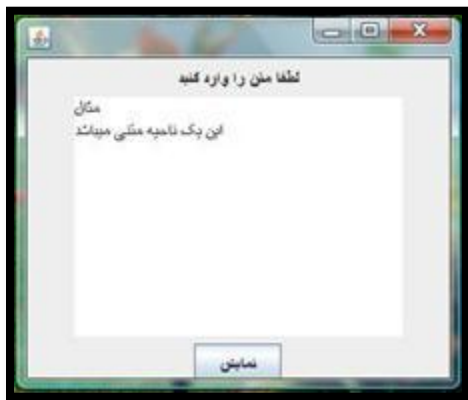 لطفا متن را وارد کنید
مثال
این یک ناحیه متنی میباشد
نمایش